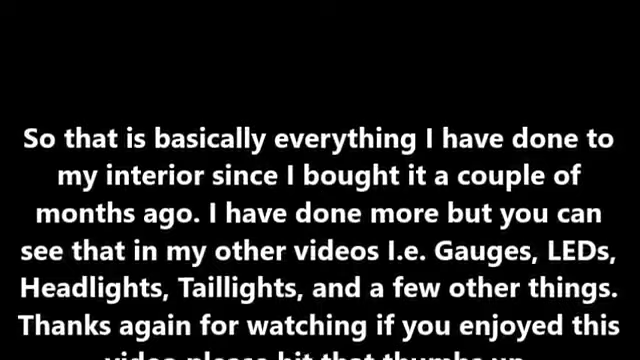 So that is basically everything I have done to
my interior since I bought it a couple of
months ago. I have done more but you can
see that in my other videos I.e. Gauges, LEDs,
Headlights, Taillights, and a few other things.
Thanks again for watching if you enjoyed this
video please hit that thumbs up